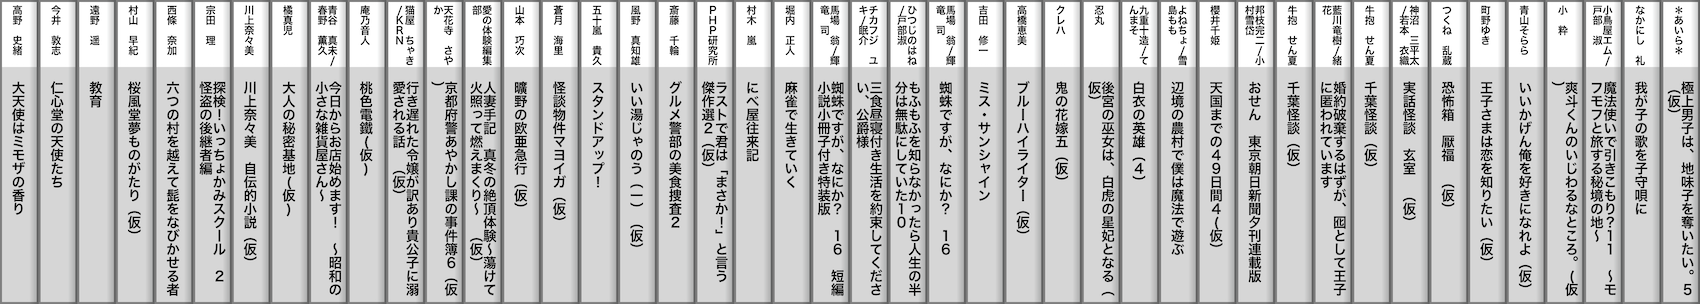 ＊あいら＊
極上男子は、地味子を奪いたい。５
（仮）
なかにし　礼
我が子の歌を子守唄に
小鳥屋エム/
戸部　淑
魔法使いで引きこもり？１１　～モ
フモフと旅する秘境の地～
小　粋
爽斗くんのいじわるなところ。（仮
）
青山そらら
いいかげん俺を好きになれよ（仮）
町野ゆき
王子さまは恋を知りたい（仮）
つくね　乱蔵
恐怖箱　厭福　（仮）
神沼　三平太
/若本　衣織
実話怪談　玄室　（仮）
牛抱　せん夏
千葉怪談（仮）
藍川竜樹/緒
花
婚約破棄するはずが、囮として王子
に匿われています
牛抱　せん夏
千葉怪談（仮）
邦枝完二/小
村雪岱
おせん　東京朝日新聞夕刊連載版
櫻井千姫
天国までの４９日間４（仮）
よねちょ/雪
島もも
辺境の農村で僕は魔法で遊ぶ
九重十造/て
んまそ
白衣の英雄（４）
忍丸
後宮の巫女は、白虎の星妃となる（
仮）
クレハ
鬼の花嫁五（仮）
高橋恵美
ブルーハイライター（仮）
吉田　修一
ミス・サンシャイン
馬場　翁/輝
竜　司
蜘蛛ですが、なにか？　１６
ひつじのはね
/戸部淑
もふもふを知らなかったら人生の半
分は無駄にしていた１０
チカフジ　ユ
キ/眠介
三食昼寝付き生活を約束してくださ
い、公爵様
馬場　翁/輝
竜　司
蜘蛛ですが、なにか？　１６　短編
小説小冊子付き特装版
堀内　正人
麻雀で生きていく
村木　嵐
にべ屋往来記
ＰＨＰ研究所
ラストで君は「まさか！」と言う
傑作選２（仮）
斎藤　千輪
グルメ警部の美食捜査２
風野　真知雄
いい湯じゃのう（一）（仮）
五十嵐　貴久
スタンドアップ！
蒼月　海里
怪談物件マヨイガ（仮）
山本　巧次
曠野の欧亜急行（仮）
愛の体験編集
部
人妻手記　真冬の絶頂体験～蕩けて
火照って燃えまくり～　（仮）
天花寺　さや
か
京都府警あやかし課の事件簿６（仮
）
猫屋　ちゃき
/ＫＲＮ
行き遅れた令嬢が訳あり貴公子に溺
愛される話　（仮）
庵乃音人
桃色電鐵（仮）
青谷　真未/
春野　薫久
今日からお店始めます！　～昭和の
小さな雑貨屋さん～
橘真児
大人の秘密基地（仮）
川上奈々美
川上奈々美　自伝的小説（仮）
宗田　理
探検！いっちょかみスクール　２
怪盗の後継者編
西條　奈加
六つの村を越えて髭をなびかせる者
村山　早紀
桜風堂夢ものがたり（仮）
遠野　遥
教育
今井　敦志
仁心堂の天使たち
高野　史緒
大天使はミモザの香り